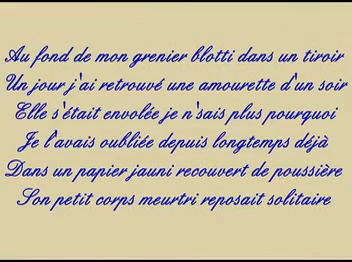 Au fond de mon grenier blotti dans un tiroir
Un jour j'ai retrouvé une amourette d'un soir
Elle s'était envolée je n'sais plus pourquoi
Je l'avais oubliée depuis longtemps déjà
Dans un papier jauni recouvert de poussière
Son petit corps meurtri reposait solitaire